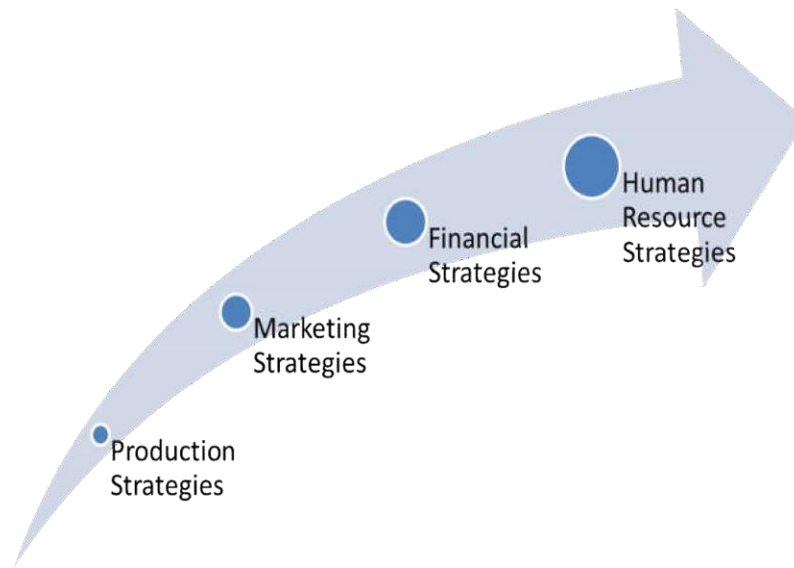 Human
Resource
Strategies
Financial
Strategies
Marketing
Strategies
Production
Strategies